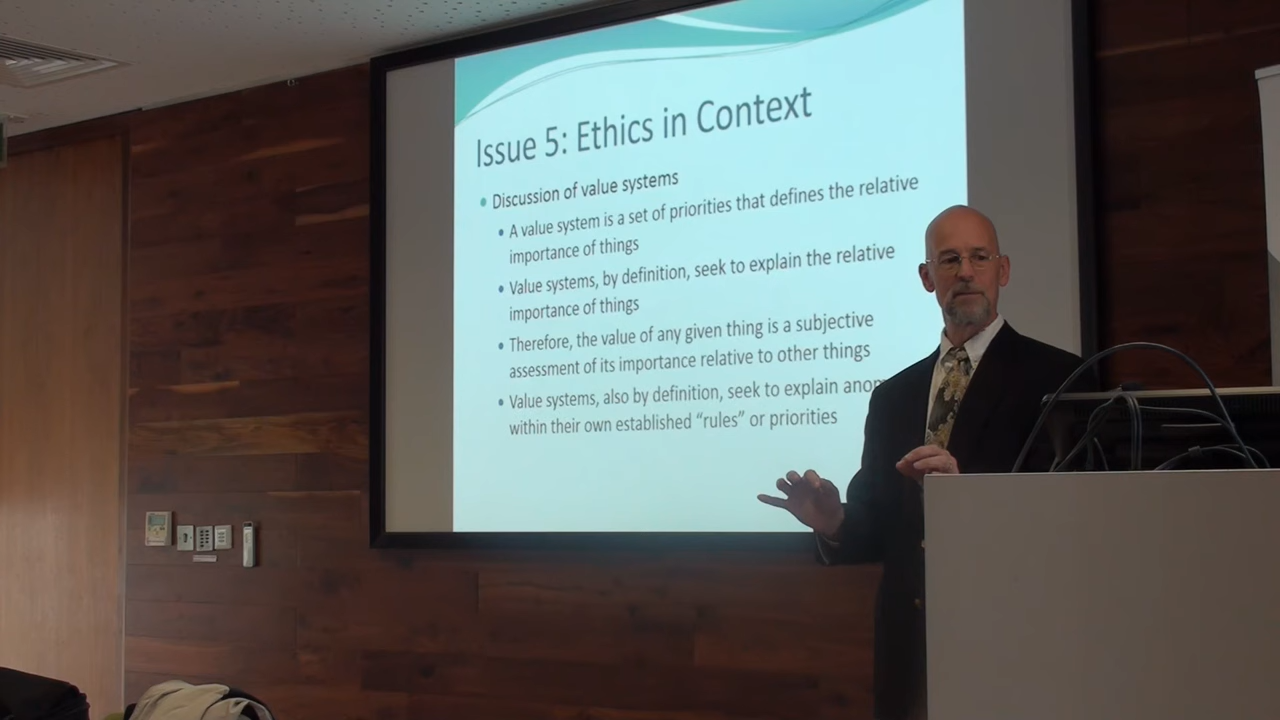 Issue 5: Ethics in Context
• Discussion of value systems
• A value system is a set of priorities that defines the relative
importance of things
• Value systems, by definition, seek to explain the relative
importance of things
• Therefore, the value of any given thing is a subjective
assessment of its importance relative to other things
• Value systems, also by definition, seek to explain
within their own established “rules” or priorities